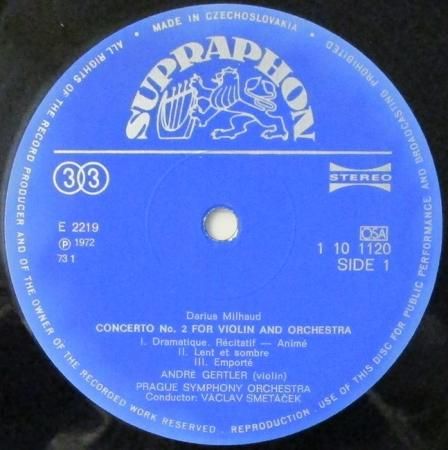 MADE IN CZECHOSLOVAKIA
ALL RIGHTS OF THE RECORD PRODUCER AND OF THE OWNER OF THE RECORDED WORK RESERVED. REPRODUCTION. USE OF THIS DISC FOR PUBLIC PERFORMANCE AND BROADCASTING PROHIBITED
SUPRAPHON
33
STEREO
E 2219
Ⓟ 1972
73 1
OSA
1 10 1120
SIDE 1
Darius Milhaud
CONCERTO No. 2 FOR VIOLIN AND ORCHESTRA
I. Dramatique. Récitatif — Animé
II. Lent et sombre
III. Emporté
ANDRÉ GERTLER (violin)
PRAGUE SYMPHONY ORCHESTRA
Conductor: VÁCLAV SMETÁČEK